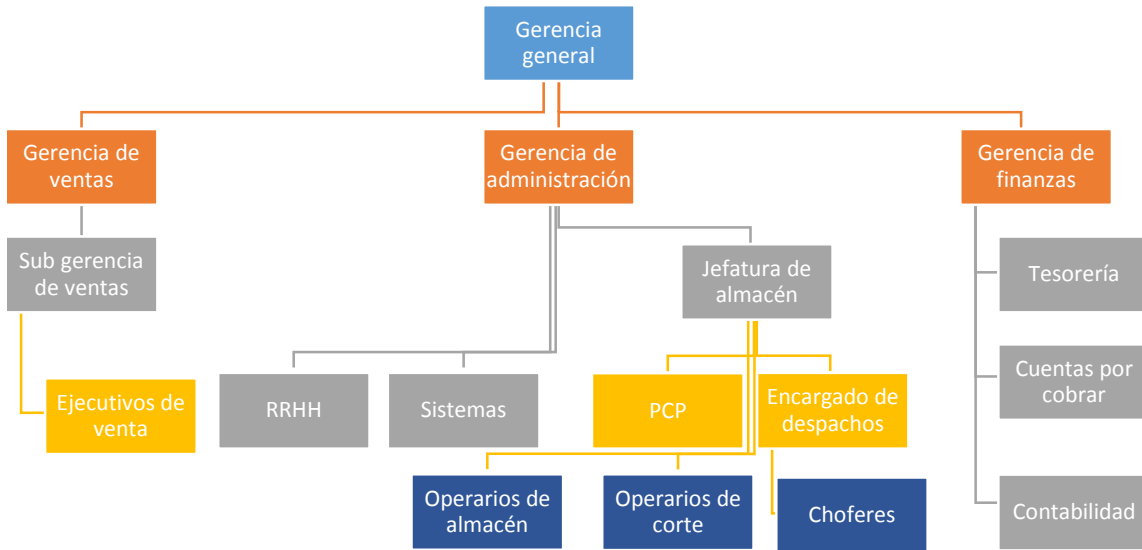 Gerencia
general
Gerencia de
ventas
Gerencia de
administración
Gerencia de
finanzas
Sub gerencia
de ventas
Jefatura de
almacén
Tesorería
Ejecutivos de
venta
RRHH
Sistemas
PCP
Encargado de
despachos
Cuentas por
cobrar
Operarios de
almacén
Operarios de
corte
Choferes
Contabilidad